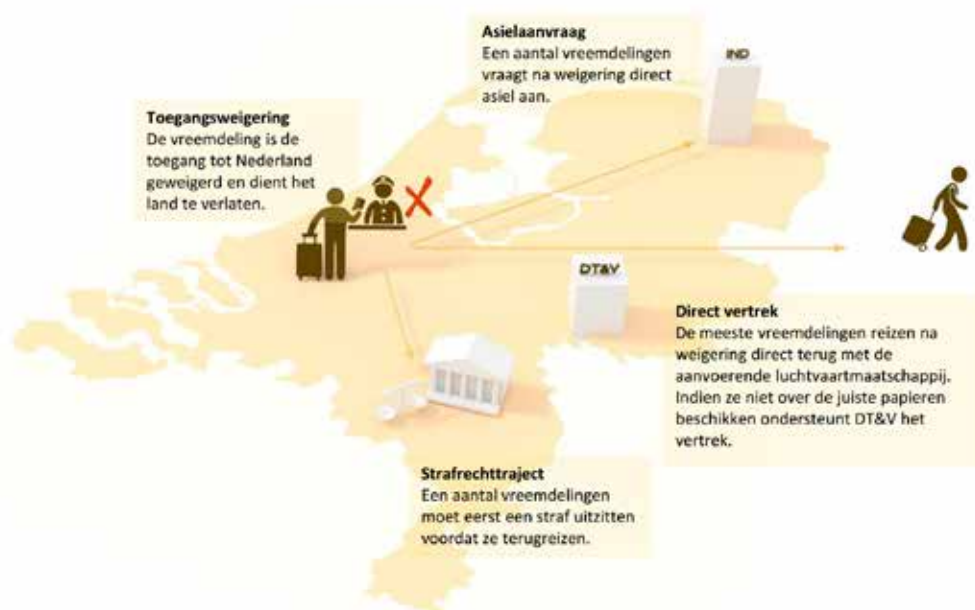 Asielaanvraag
Een aantal vreemdelingen
vraagt na weigering direct
asiel aan.
IND
Toegangsweigering
De vreemdeling is de
toegang tot Nederland
geweigerd en dient het
land te verlaten.
DT&V
Direct vertrek
De meeste vreemdelingen reizen na
weigering direct terug met de
aanvoerende luchtvaartmaatschappij.
Indien ze niet over de juiste papieren
beschikken ondersteunt DT&V het
vertrek.
Strafrechttraject
Een aantal vreemdelingen
moet eerst een straf uitzitten
voordat ze terugreizen.